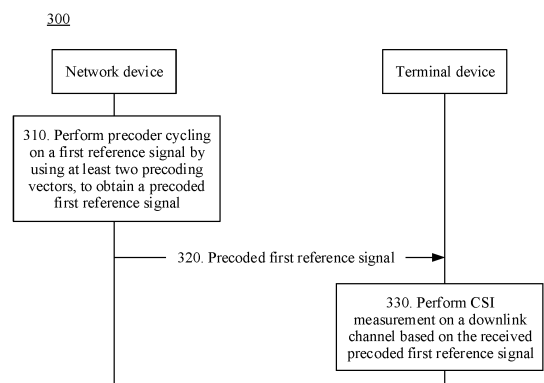 300
Network device
Terminal device
310. Perform precoder cycling
on a first reference signal by
using at least two precoding
vectors, to obtain a precoded
first reference signal
320. Precoded first reference signal
330. Perform CSI
measurement on a downlink
channel based on the received
precoded first reference signal